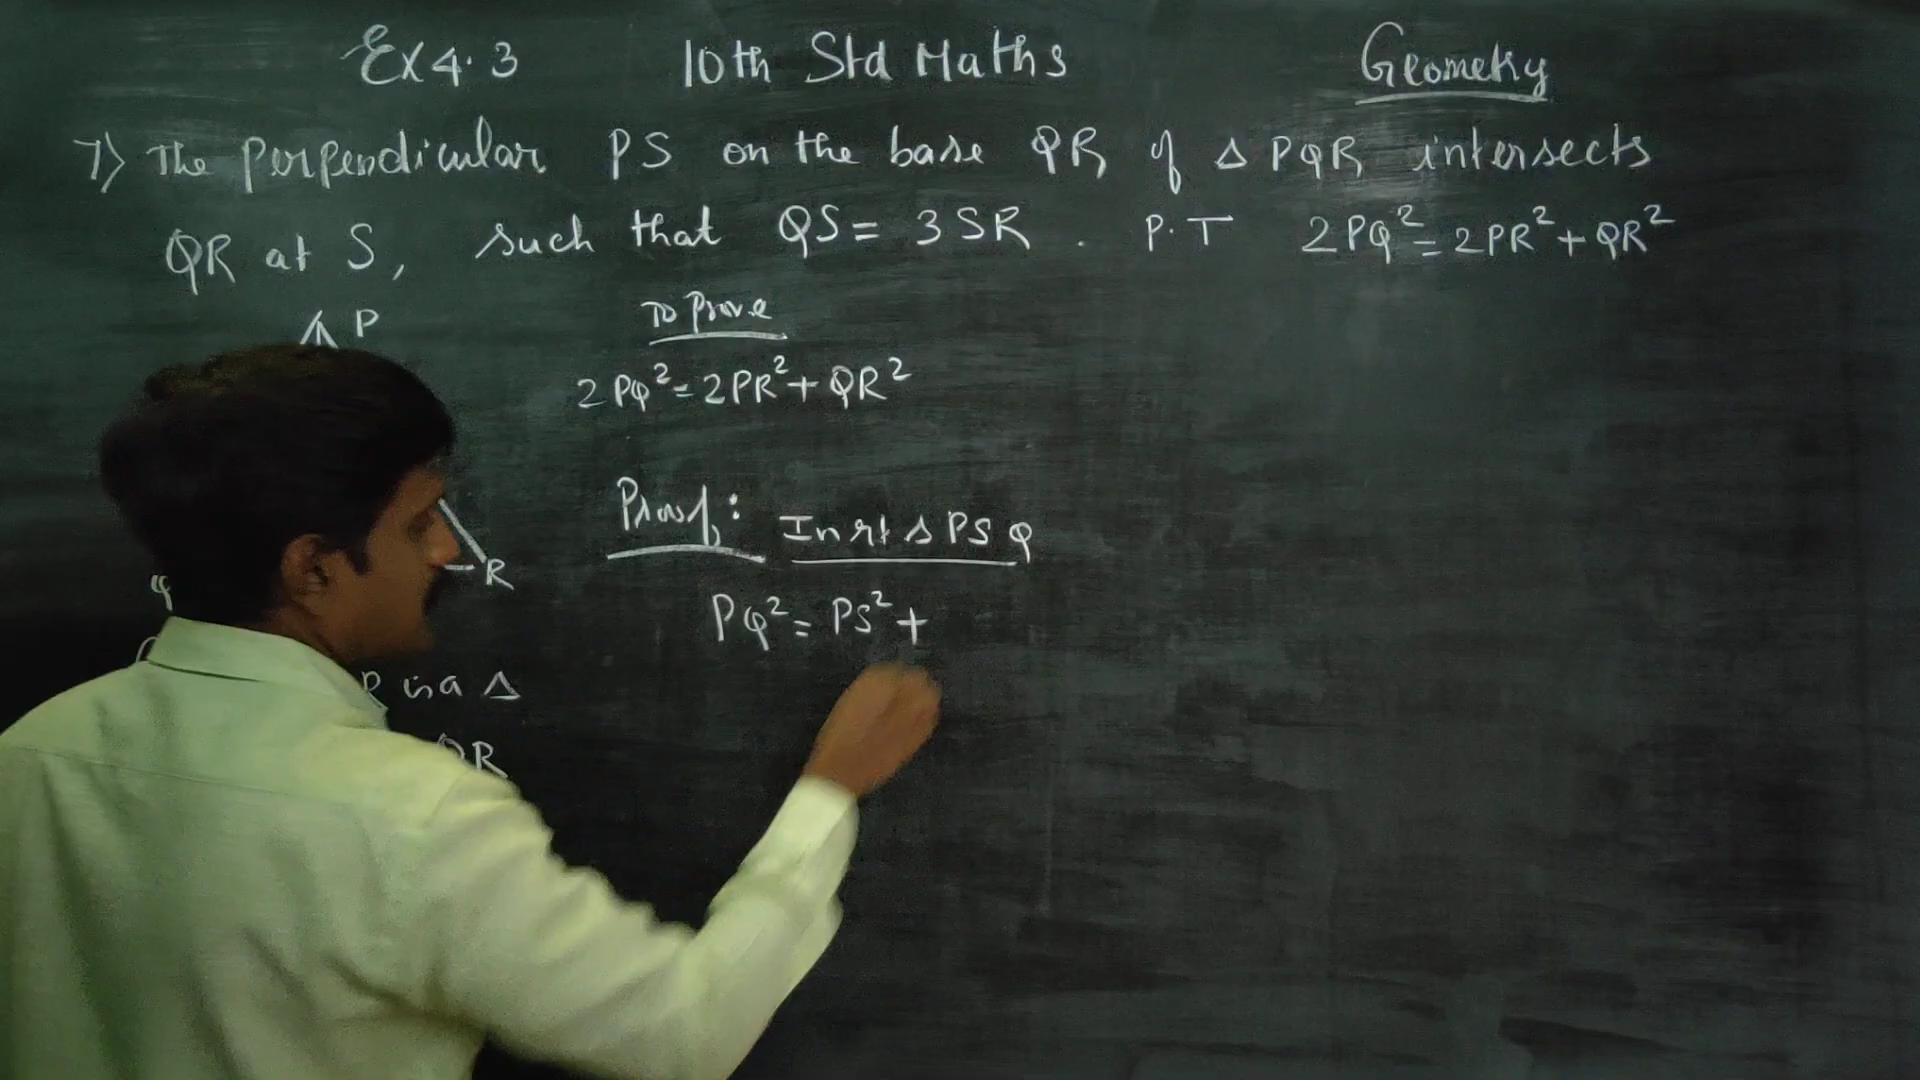 Ex 4.3 10th Std Maths Geometry
7) The perpendicular PS on the base QR of Δ PQR intersects
QR at S, such that QS = 3SR. P.T 2PQ² = 2PR² + QR²
P
To Prove
2PQ² = 2PR² + QR²
Proof: In rt Δ PSQ
R
PQ² = PS² +
R is a Δ
QR